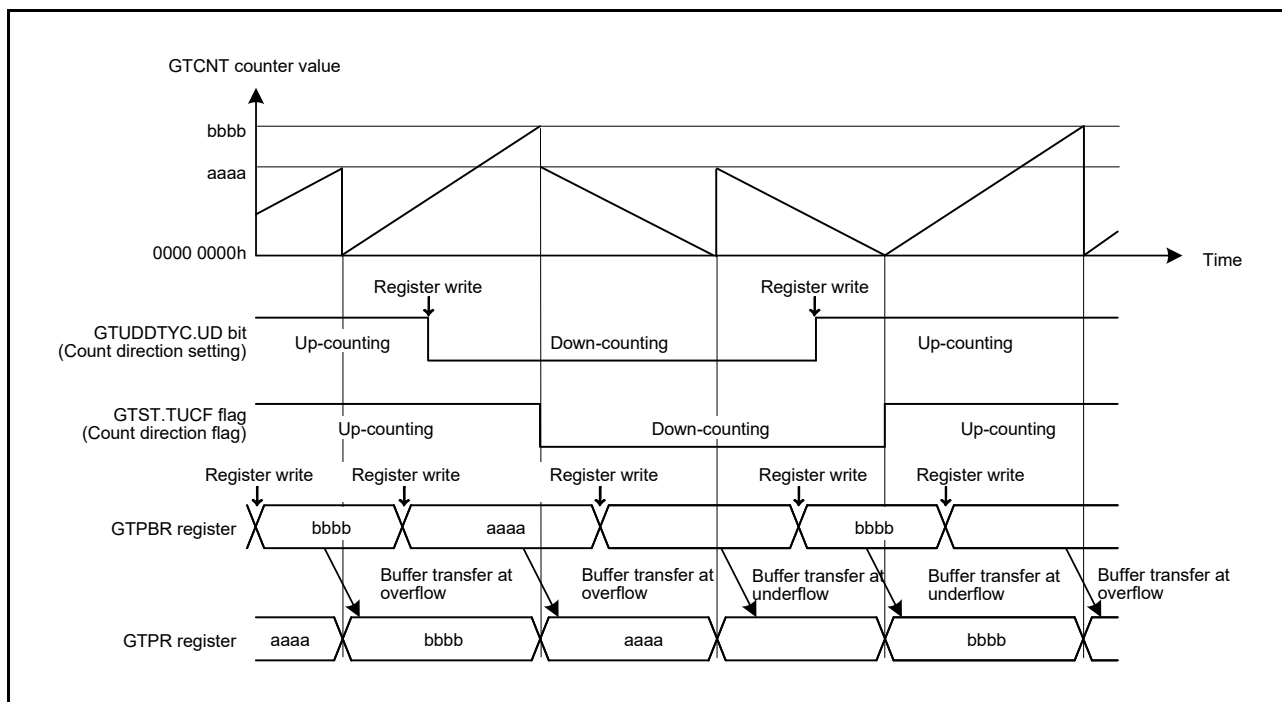 GTCNT counter value
bbbb
aaaa
0000 0000h
Time
Register write
Register write
GTUDDTYC.UD bit
(Count direction setting)
Up-counting
Down-counting
Up-counting
GTST.TUCF flag
(Count direction flag)
Up-counting
Down-counting
Up-counting
Register write
Register write
Register write
Register write
Register write
GTPBR register
bbbb
aaaa
bbbb
Buffer transfer at
overflow
Buffer transfer at
overflow
Buffer transfer at
underflow
Buffer transfer at
underflow
Buffer transfer at
overflow
GTPR register
aaaa
bbbb
aaaa
bbbb